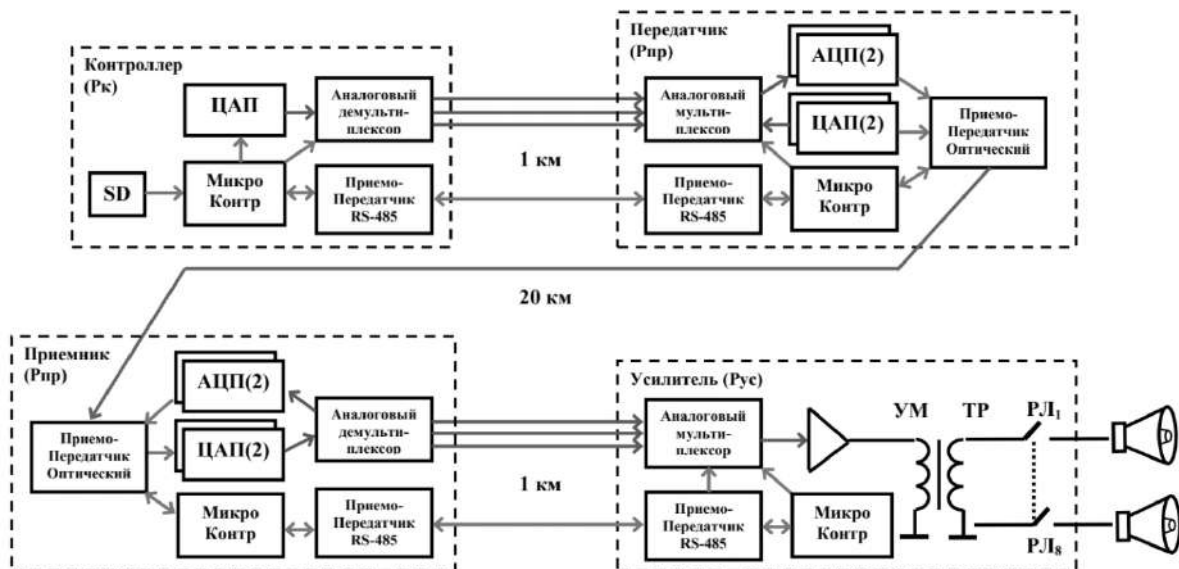 Контроллер
(Рк)
ЦАП
Аналоговый
демульти-
плексор
SD
Микро
Контр
Приемо-
Передатчик
RS-485
1 км
Передатчик
(Рпр)
АЦП(2)
Аналоговый
мульти-
плексор
ЦАП(2)
Приемо-
Передатчик
Оптический
Приемо-
Передатчик
RS-485
Микро
Контр
20 км
Приемник
(Рпр)
АЦП(2)
Приемо-
Передатчик
Оптический
ЦАП(2)
Аналоговый
демульти-
плексор
Микро
Контр
Приемо-
Передатчик
RS-485
1 км
Усилитель (Рус)
Аналоговый
мульти-
плексор
УМ
ТР
РЛ1
Приемо-
Передатчик
RS-485
Микро
Контр
РЛ8